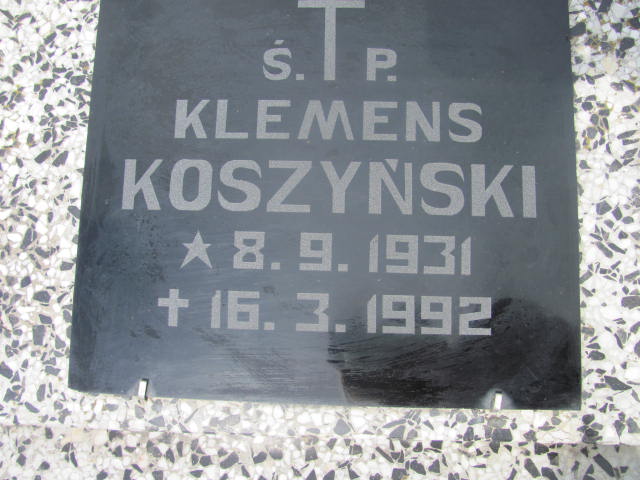 Ś. P.
KLEMENS
KOSZYŃSKI
★ 8. 9. 1931
✝ 16. 3. 1992